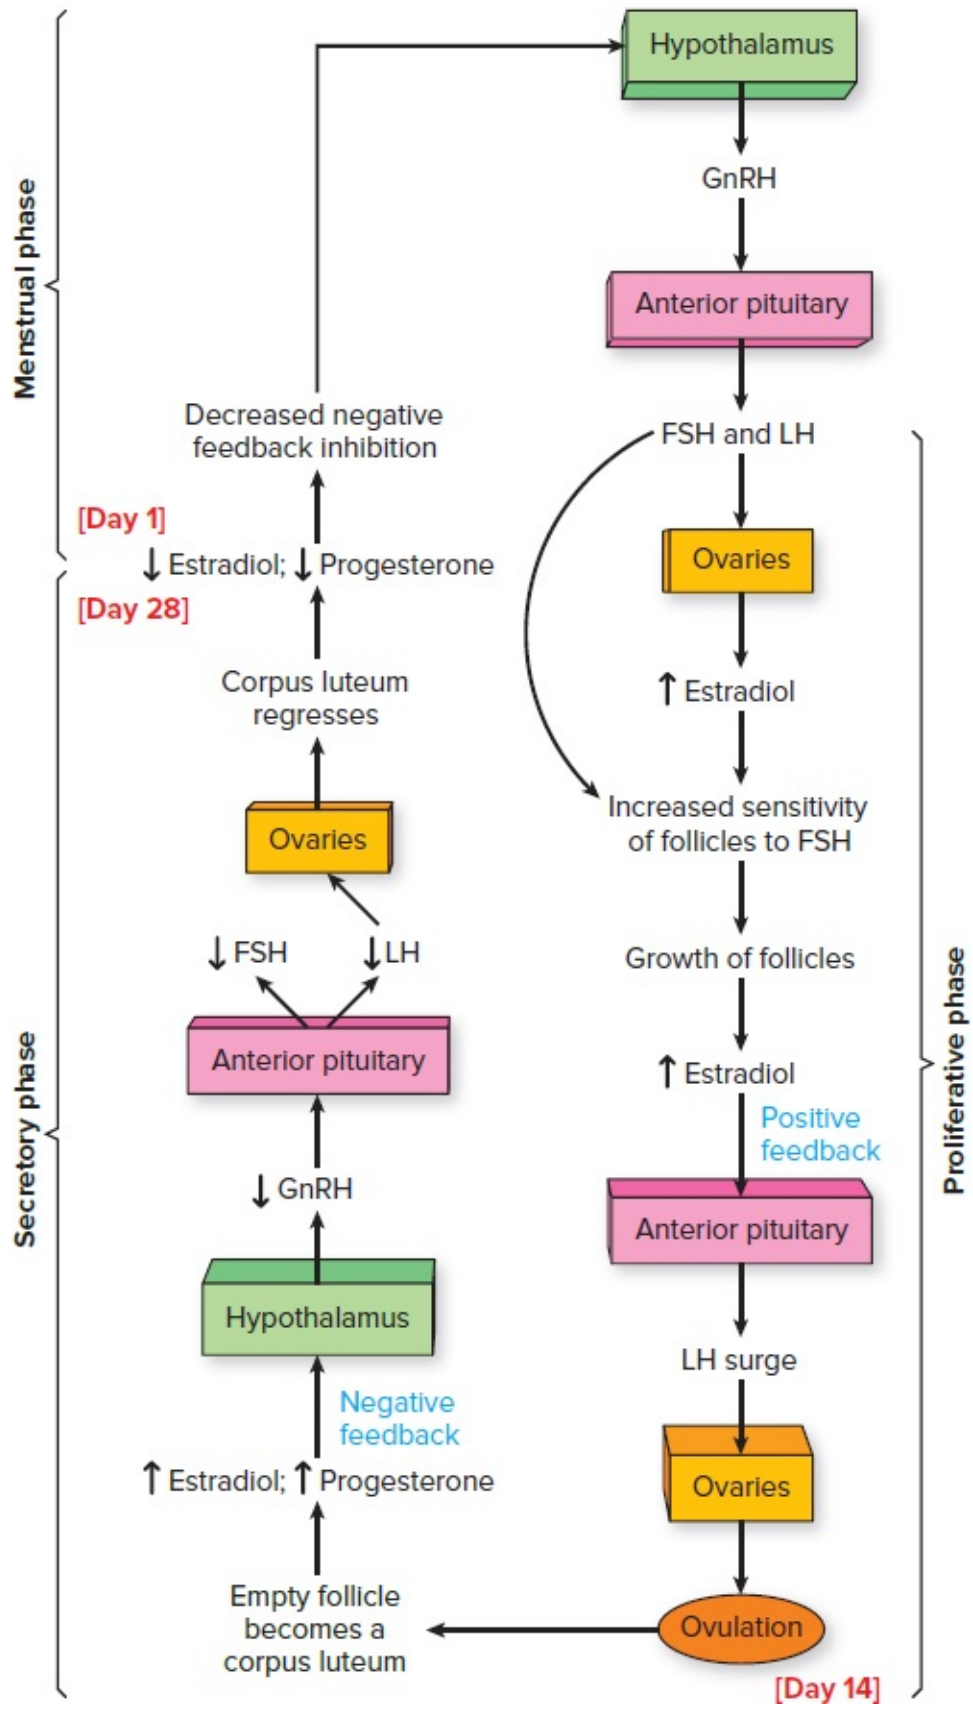 Menstrual phase
Hypothalamus
GnRH
Anterior pituitary
FSH and LH
Decreased negative
feedback inhibition
[Day 1]
↓ Estradiol; ↓ Progesterone
[Day 28]
Ovaries
↑ Estradiol
Corpus luteum
regresses
Increased sensitivity
of follicles to FSH
Ovaries
↓ FSH
↓ LH
Growth of follicles
Anterior pituitary
↑ Estradiol
Positive
feedback
Secretory phase
Proliferative phase
↓ GnRH
Anterior pituitary
Hypothalamus
LH surge
Negative
feedback
↑ Estradiol; ↑ Progesterone
Ovaries
Empty follicle
becomes a
corpus luteum
Ovulation
[Day 14]